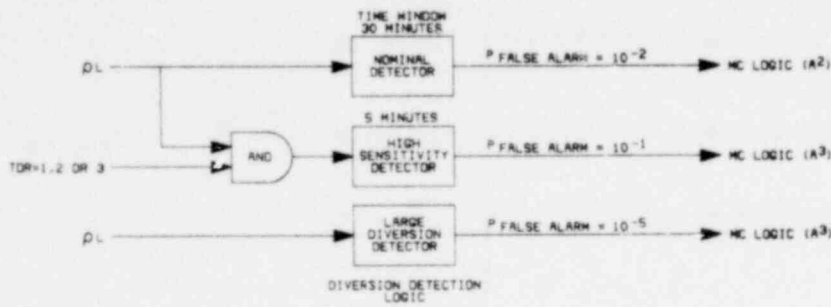 TIME WINDOW
30 MINUTES
ρL
NOMINAL
DETECTOR
P FALSE ALARM = 10⁻²
MC LOGIC (A²)
5 MINUTES
AND
HIGH
SENSITIVITY
DETECTOR
P FALSE ALARM = 10⁻¹
MC LOGIC (A³)
TDR=1,2 OR 3
ρL
LARGE
DIVERSION
DETECTOR
P FALSE ALARM = 10⁻⁵
MC LOGIC (A³)
DIVERSION DETECTION
LOGIC